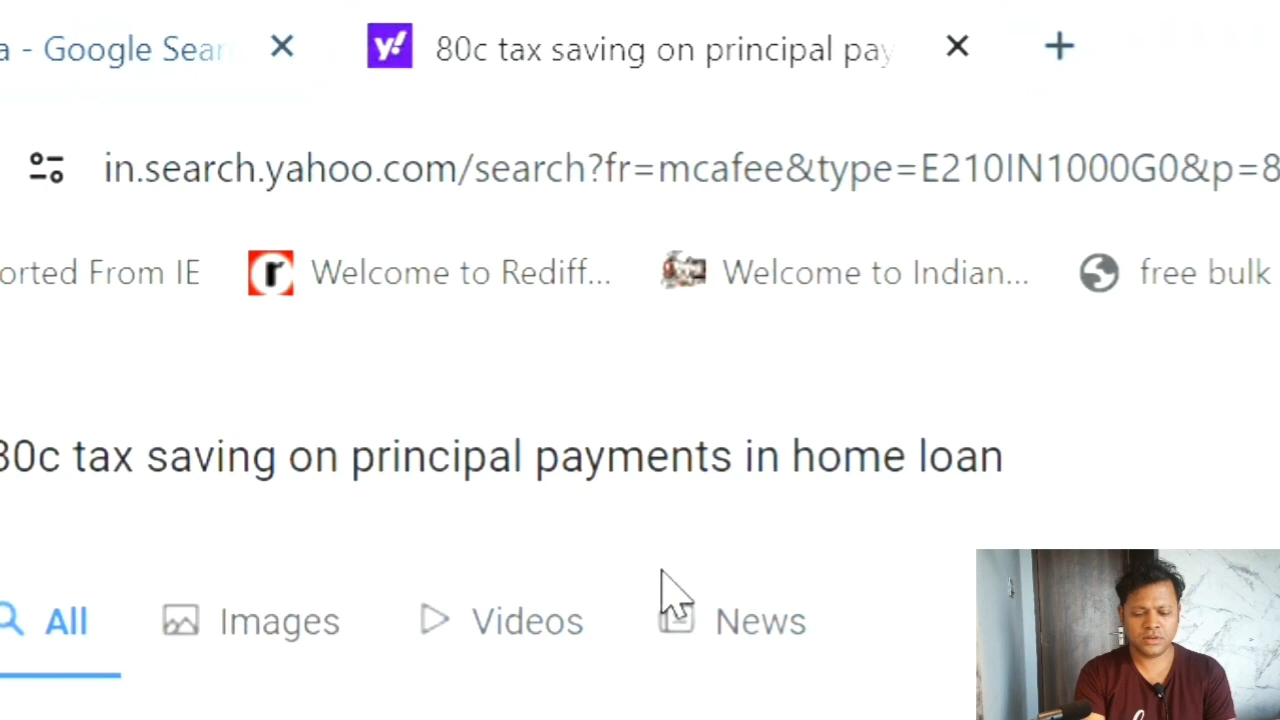 a - Google Sear
y! 80c tax saving on principal pay
in.search.yahoo.com/search?fr=mcafee&type=E210IN1000G0&p=8
orted From IE Welcome to Rediff... Welcome to Indian... free bulk
80c tax saving on principal payments in home loan
All Images Videos News